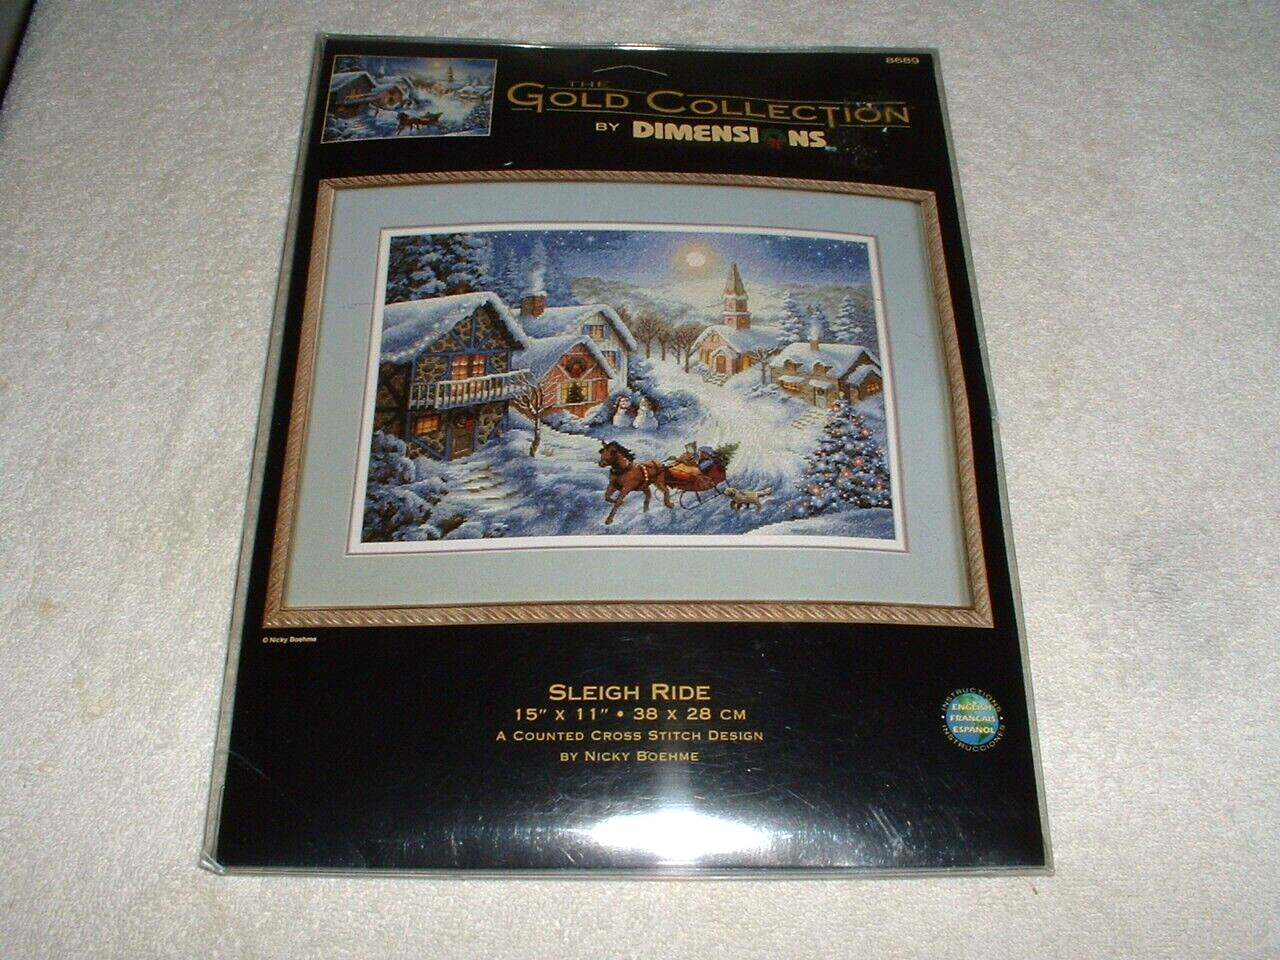 8689
THE
GOLD COLLECTION
BY DIMENSIONS
© Nicky Boehme
SLEIGH RIDE
15" X 11" • 38 X 28 CM
A COUNTED CROSS STITCH DESIGN
BY NICKY BOEHME
INSTRUCTIONS
ENGLISH
FRANÇAIS
ESPAÑOL
INSTRUCCIONES